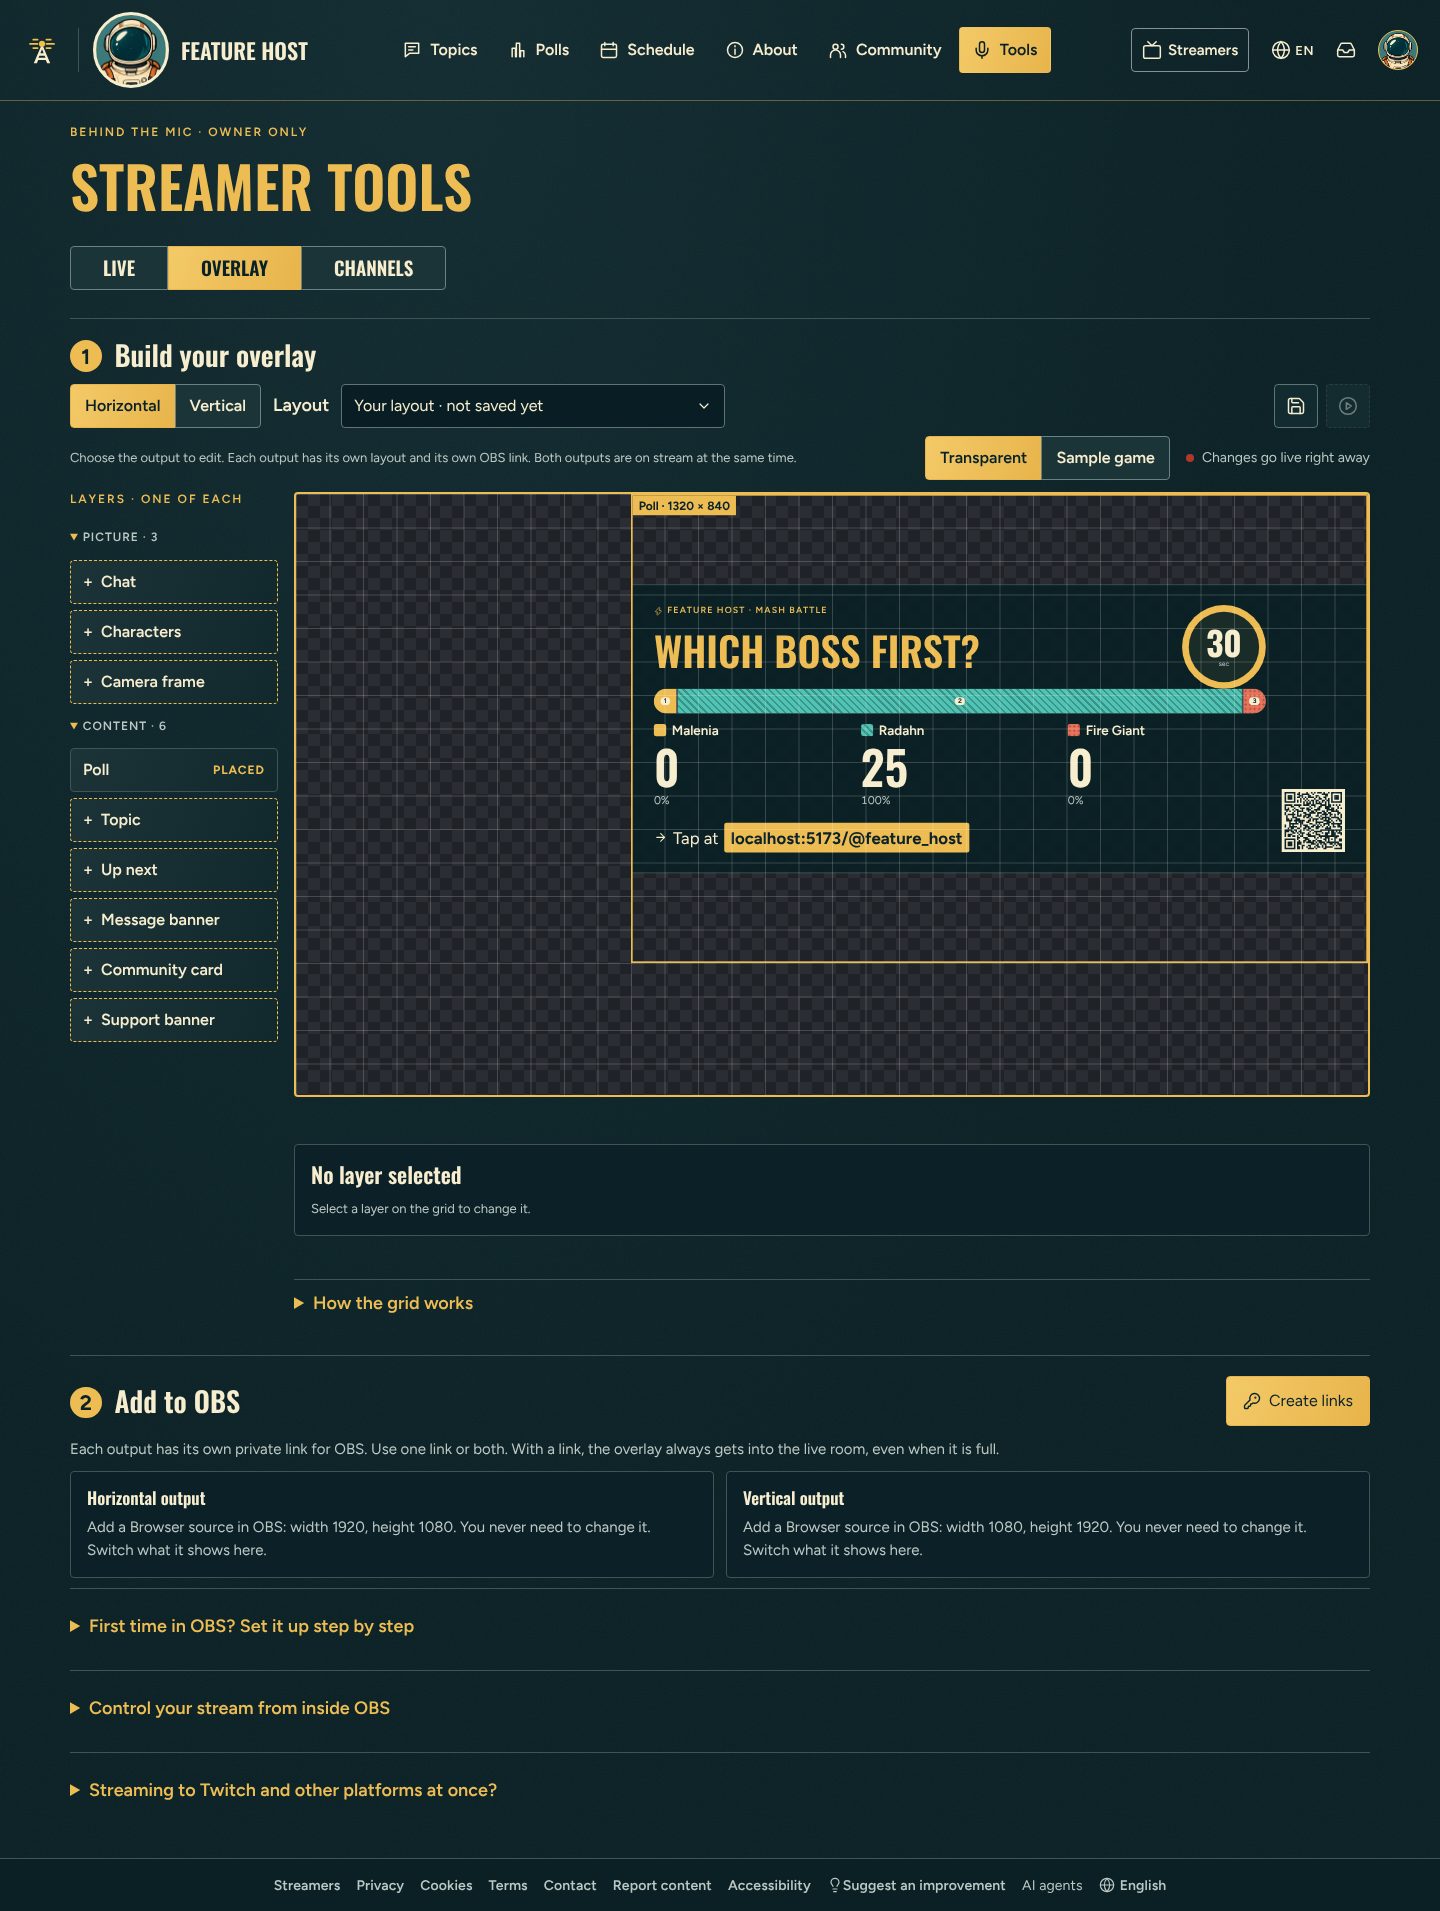 FEATURE HOST
Topics
Polls
Schedule
About
Community
Tools
Streamers
EN
BEHIND THE MIC · OWNER ONLY
STREAMER TOOLS
LIVE
OVERLAY
CHANNELS
1 Build your overlay
Horizontal
Vertical
Layout
Your layout · not saved yet
Choose the output to edit. Each output has its own layout and its own OBS link. Both outputs are on stream at the same time.
Transparent
Sample game
Changes go live right away
LAYERS · ONE OF EACH
PICTURE · 3
+ Chat
+ Characters
+ Camera frame
CONTENT · 6
Poll PLACED
+ Topic
+ Up next
+ Message banner
+ Community card
+ Support banner
Poll · 1320 × 840
FEATURE HOST · MASH BATTLE
WHICH BOSS FIRST?
30
sec
1
2
3
Malenia
0
0%
Radahn
25
100%
Fire Giant
0
0%
→ Tap at localhost:5173/@feature_host
No layer selected
Select a layer on the grid to change it.
How the grid works
2 Add to OBS
Create links
Each output has its own private link for OBS. Use one link or both. With a link, the overlay always gets into the live room, even when it is full.
Horizontal output
Add a Browser source in OBS: width 1920, height 1080. You never need to change it.
Switch what it shows here.
Vertical output
Add a Browser source in OBS: width 1080, height 1920. You never need to change it.
Switch what it shows here.
First time in OBS? Set it up step by step
Control your stream from inside OBS
Streaming to Twitch and other platforms at once?
Streamers
Privacy
Cookies
Terms
Contact
Report content
Accessibility
Suggest an improvement
AI agents
English